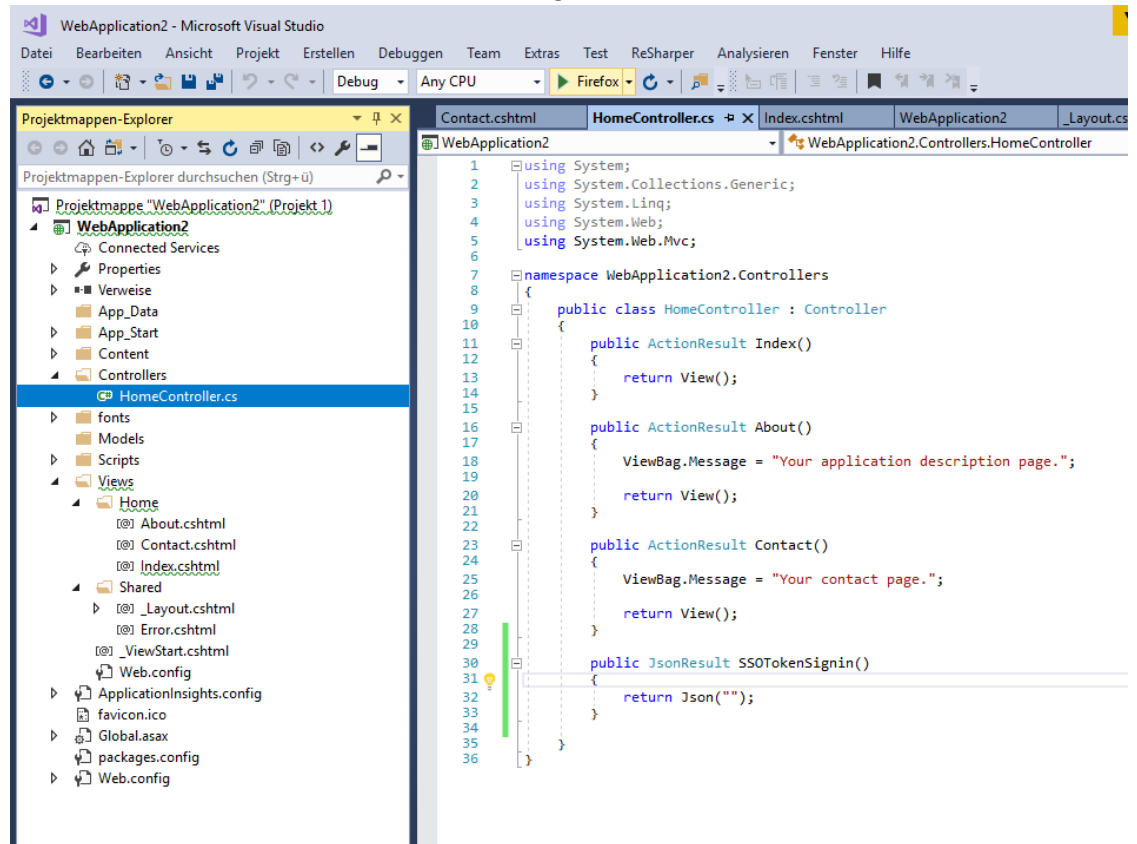 WebApplication2 - Microsoft Visual Studio
Datei Bearbeiten Ansicht Projekt Erstellen Debuggen Team Extras Test ReSharper Analysieren Fenster Hilfe
Debug Any CPU Firefox
Projektmappen-Explorer
Projektmappen-Explorer durchsuchen (Strg+ü)
Projektmappe "WebApplication2" (Projekt 1)
WebApplication2
Connected Services
Properties
Verweise
App_Data
App_Start
Content
Controllers
HomeController.cs
fonts
Models
Scripts
Views
Home
About.cshtml
Contact.cshtml
Index.cshtml
Shared
_Layout.cshtml
Error.cshtml
_ViewStart.cshtml
Web.config
ApplicationInsights.config
favicon.ico
Global.asax
packages.config
Web.config
Contact.cshtml HomeController.cs Index.cshtml WebApplication2 _Layout.cs
WebApplication2 WebApplication2.Controllers.HomeController
1 using System;
2 using System.Collections.Generic;
3 using System.Linq;
4 using System.Web;
5 using System.Web.Mvc;
6
7 namespace WebApplication2.Controllers
8 {
9 public class HomeController : Controller
10 {
11 public ActionResult Index()
12 {
13 return View();
14 }
15
16 public ActionResult About()
17 {
18 ViewBag.Message = "Your application description page.";
19
20 return View();
21 }
22
23 public ActionResult Contact()
24 {
25 ViewBag.Message = "Your contact page.";
26
27 return View();
28 }
29
30 public JsonResult SSOTokenSignin()
31 {
32 return Json("");
33 }
34
35 }
36 }